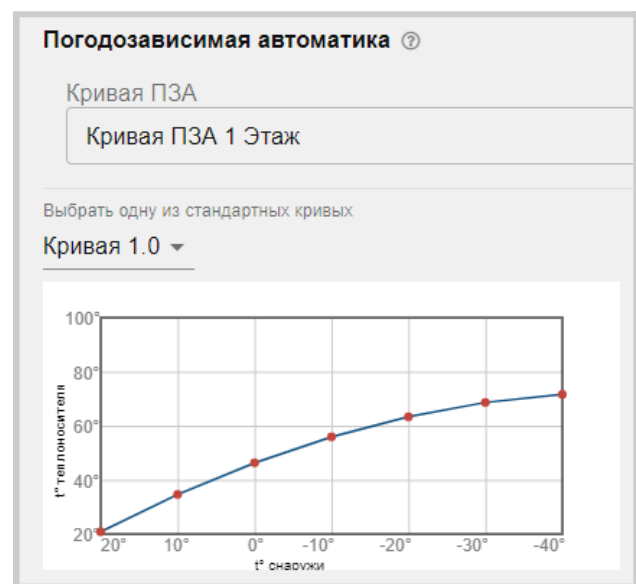 Погодозависимая автоматика ?
Кривая ПЗА
Кривая ПЗА 1 Этаж
Выбрать одну из стандартных кривых
Кривая 1.0
100°
80°
60°
40°
20°
t° теплоносителя
20° 10° 0° -10° -20° -30° -40°
t° снаружи